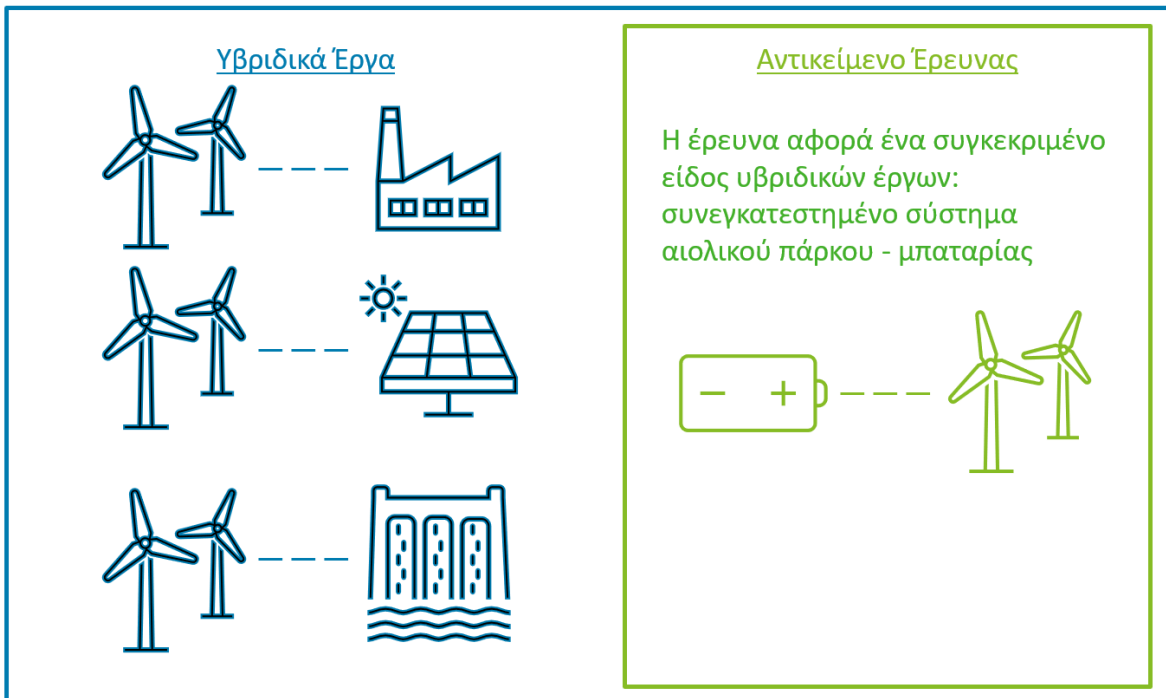 Υβριδικά Έργα
Αντικείμενο Έρευνας
Η έρευνα αφορά ένα συγκεκριμένο
είδος υβριδικών έργων:
συνεγκατεστημένο σύστημα
αιολικού πάρκου - μπαταρίας